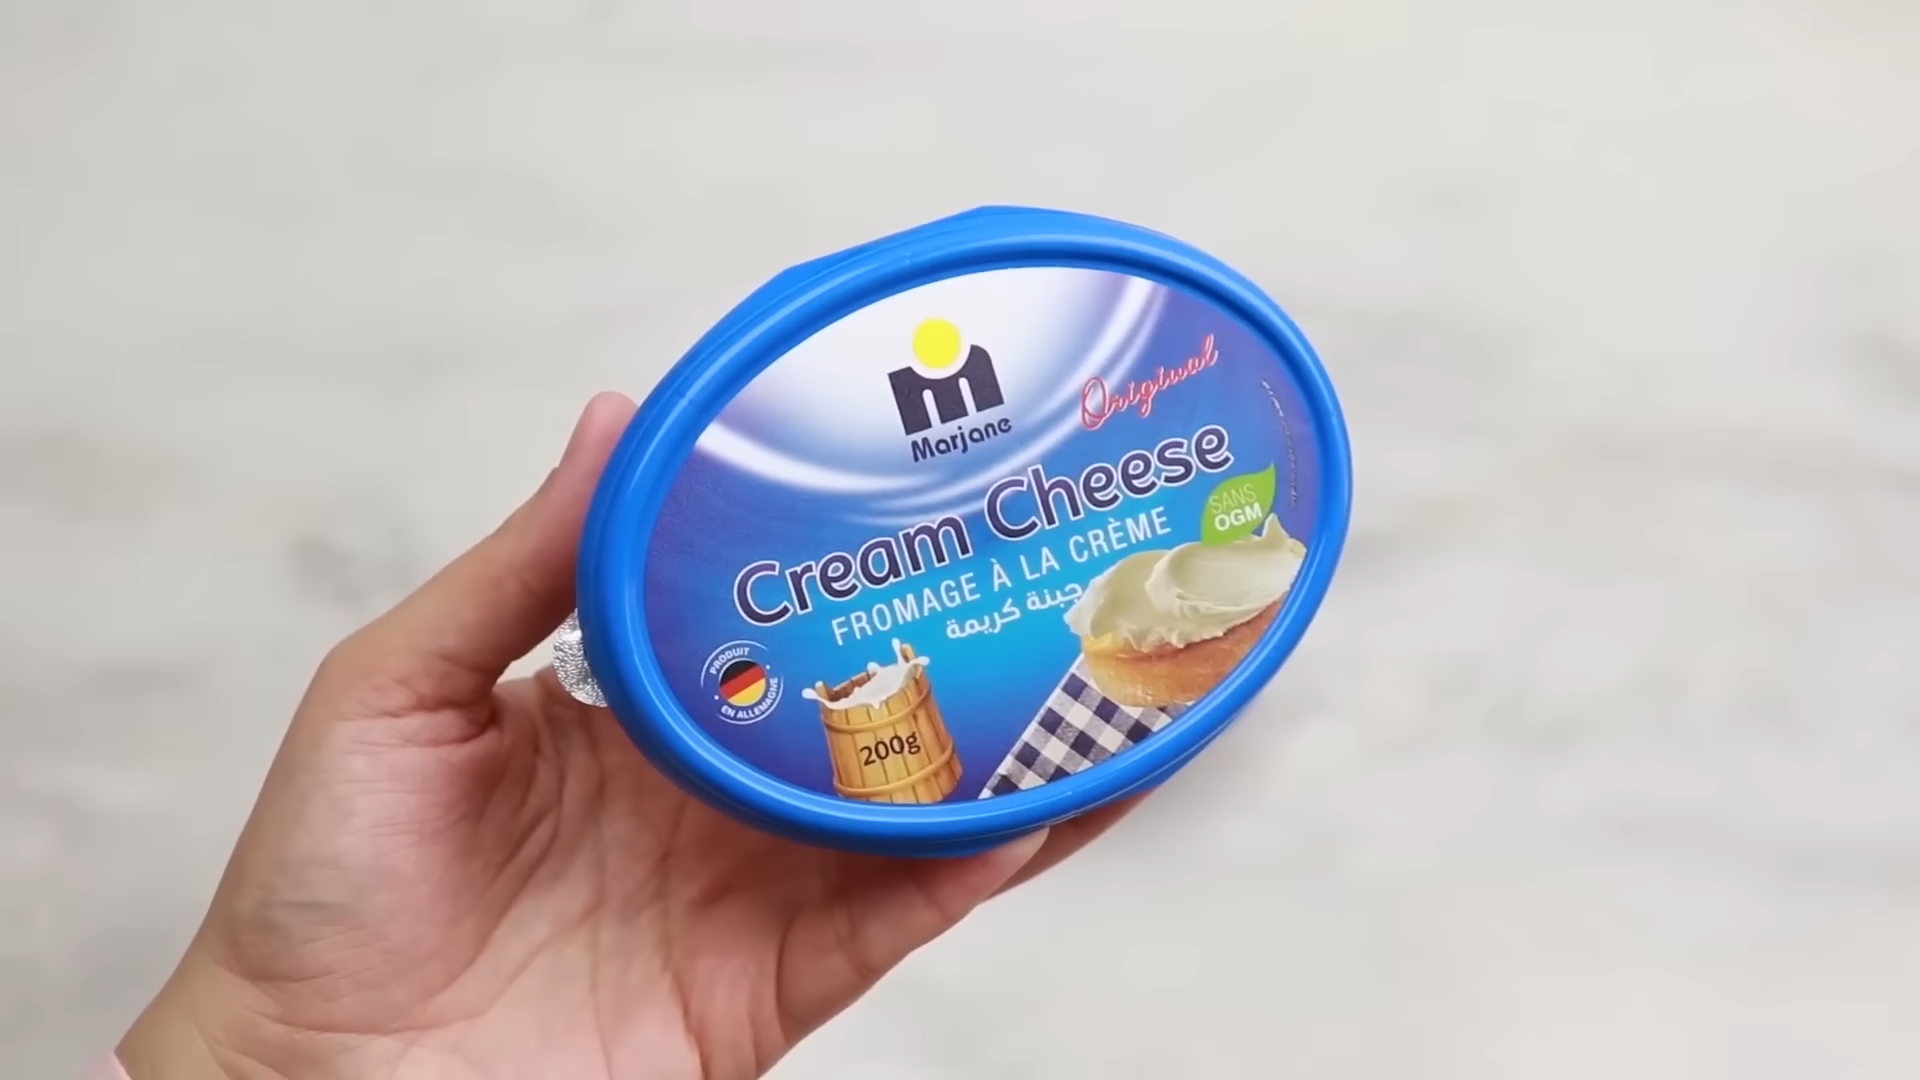 Marjane
Original
Cream Cheese
FROMAGE À LA CRÈME
جبنة كريمة
SANS
OGM
PRODUIT
EN ALLEMAGNE
200g